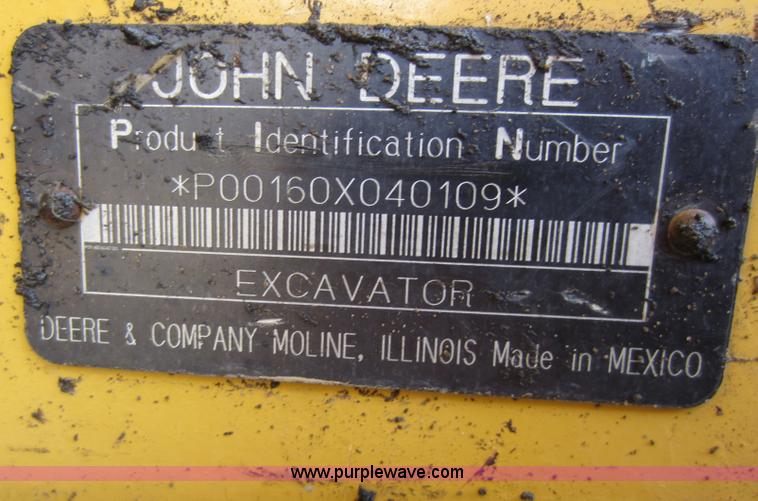 JOHN DEERE
Product Identification Number
*P00160X040109*
EXCAVATOR
DEERE & COMPANY MOLINE, ILLINOIS Made in MEXICO
www.purplewave.com